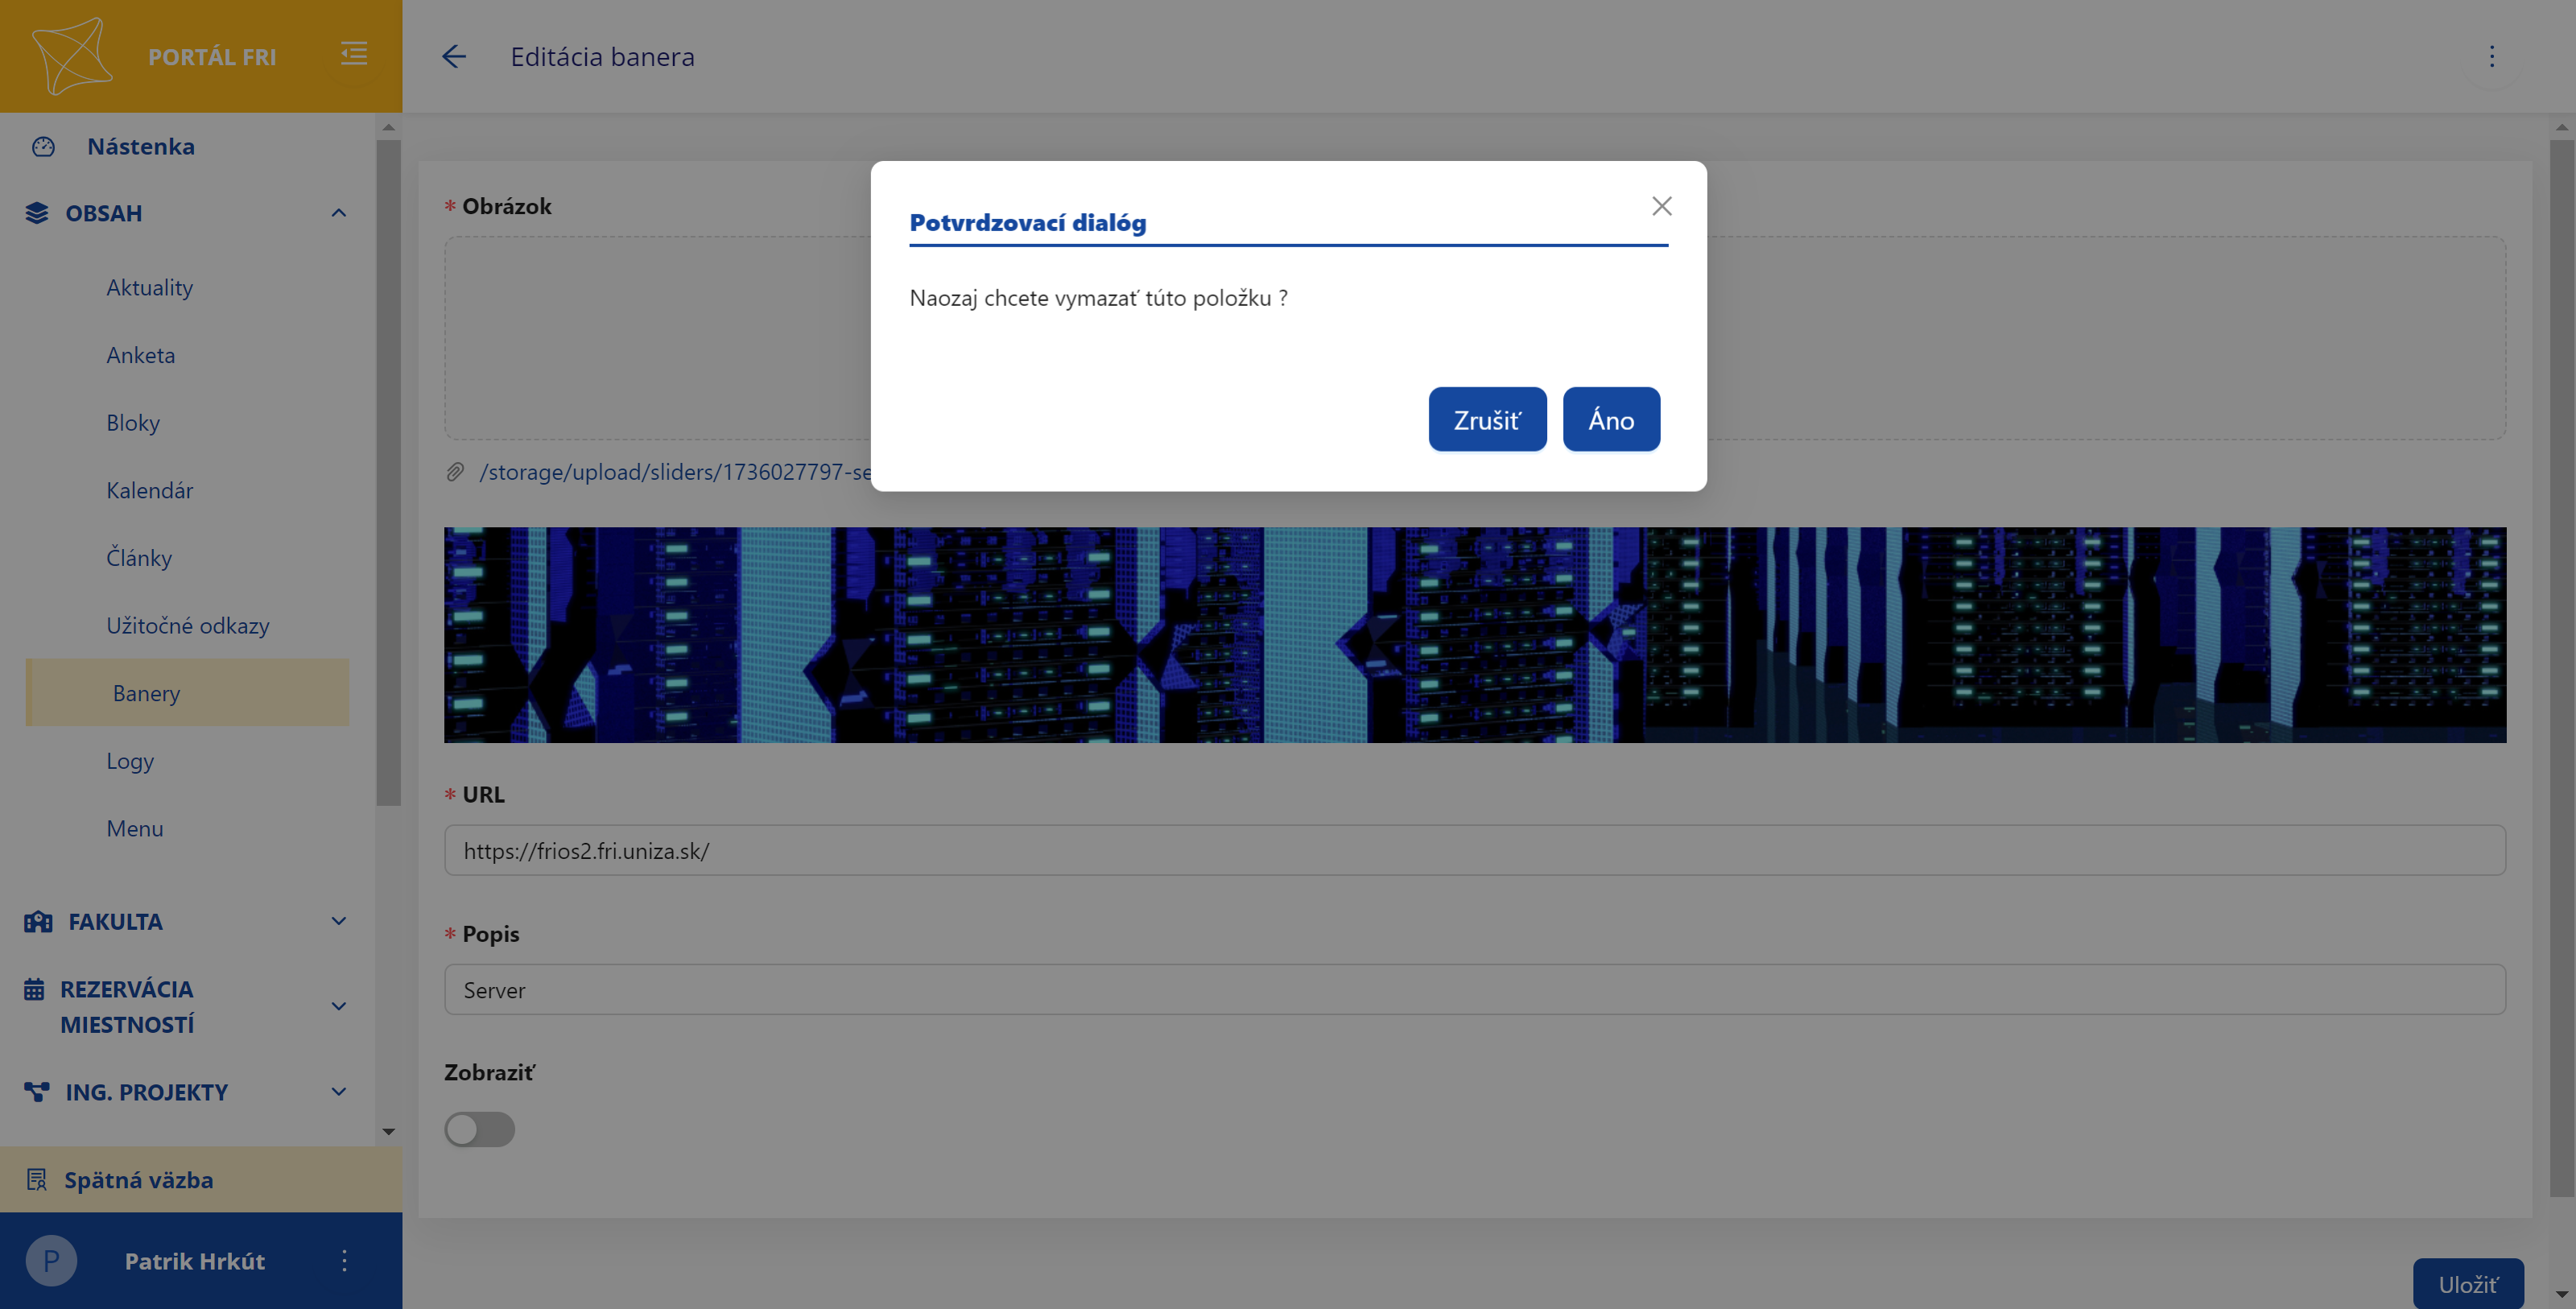 PORTÁL FRI
Nástenka
OBSAH
Aktuality
Anketa
Bloky
Kalendár
Články
Užitočné odkazy
Banery
Logy
Menu
FAKULTA
REZERVÁCIA
MIESTNOSTÍ
ING. PROJEKTY
Spätná väzba
P
Patrik Hrkút
Editácia banera
* Obrázok
/storage/upload/sliders/1736027797-se
* URL
https://frios2.fri.uniza.sk/
* Popis
Server
Zobraziť
Uložiť
Potvrdzovací dialóg
Naozaj chcete vymazať túto položku ?
Zrušiť
Áno